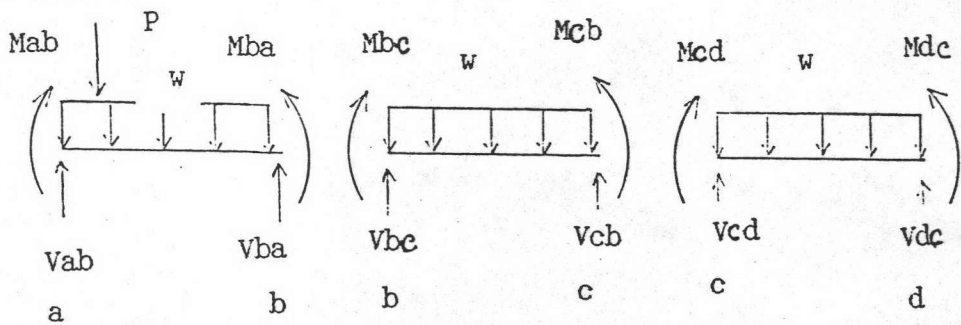 P
Mab Mba Mbc Mcb Mcd Mdc
w w w
Vab Vba Vbc Vcb Vcd Vdc
a b b c c d